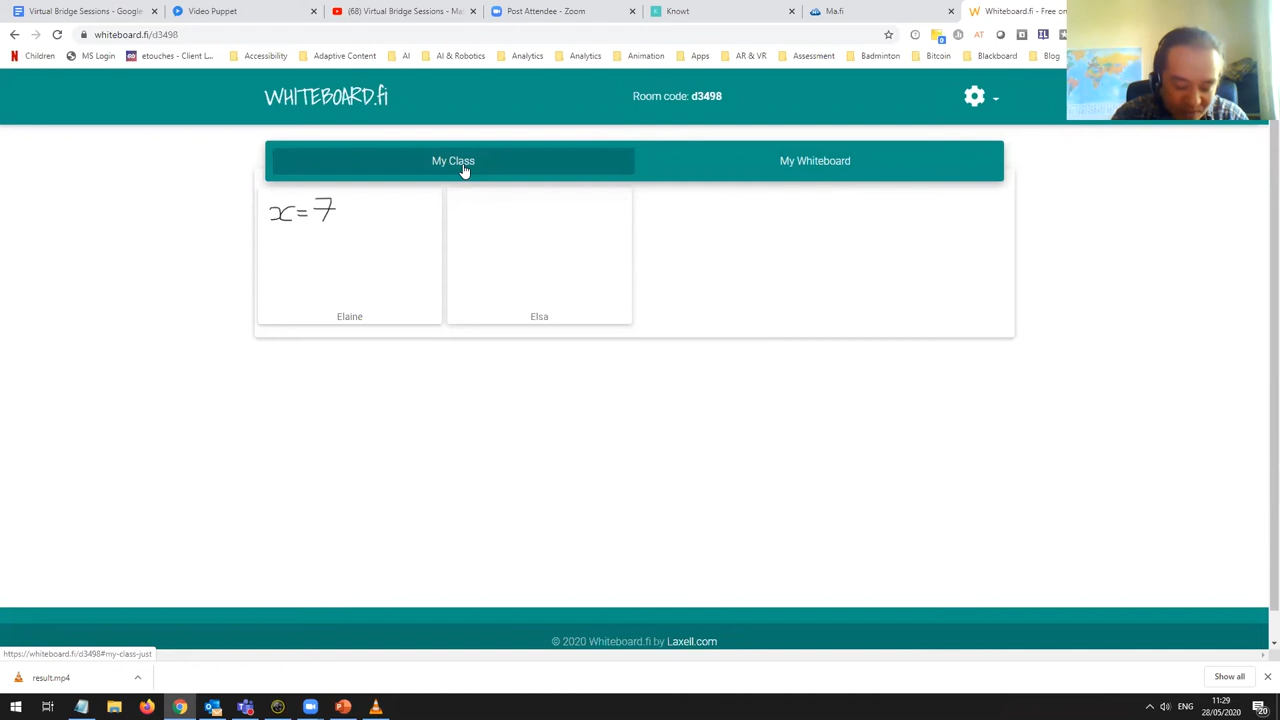 Virtual Bridge Sessions - Google
Video Puppet
(68) Virtual Bridge Sessions - Ma
Post Attendee - Zoom
Knowt
Ma.fi
Whiteboard.fi - Free on
whiteboard.fi/d3498
Children
MS Login
etouches - Client L...
Accessibility
Adaptive Content
AI
AI & Robotics
Analytics
Analytics
Animation
Apps
AR & VR
Assessment
Badminton
Bitcoin
Blackboard
Blog
WHITEBOARD.fi
Room code: d3498
My Class
My Whiteboard
x=7
Elaine
Elsa
© 2020 Whiteboard.fi by Laxell.com
https://whiteboard.fi/d3498#my-class-just
result.mp4
Show all
ENG
11:29
28/05/2020
20